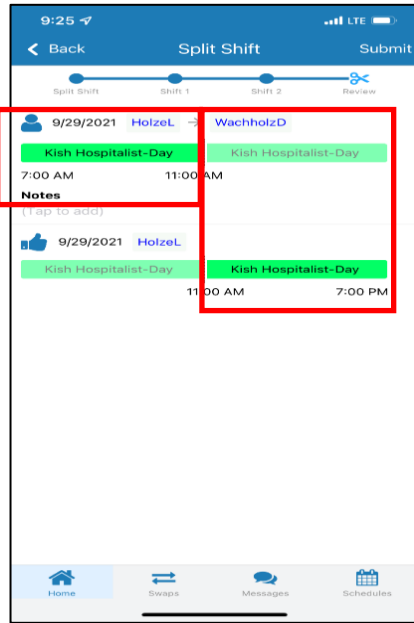 9:25 LTE
Back Split Shift Submit
Split Shift Shift 1 Shift 2 Review
9/29/2021 HolzeL → WachholzD
Kish Hospitalist-Day Kish Hospitalist-Day
7:00 AM 11:00 AM
Notes
(Tap to add)
9/29/2021 HolzeL
Kish Hospitalist-Day Kish Hospitalist-Day
11:00 AM 7:00 PM
Home Swaps Messages Schedules